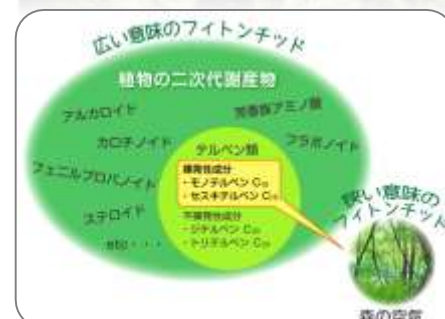 広い意味のフィトンチッド
植物の二次代謝産物
アルカロイド
芳香族アミノ酸
カロチノイド
フラボノイド
フェニルプロパノイド
ステロイド
etc・・・
テルペン類
揮発性成分
・モノテルペン C₁₀
・セスキテルペン C₁₅
不揮発性成分
・ジテルペン C₂₀
・トリテルペン C₃₀
狭い意味の
フィトンチッド
森の空気